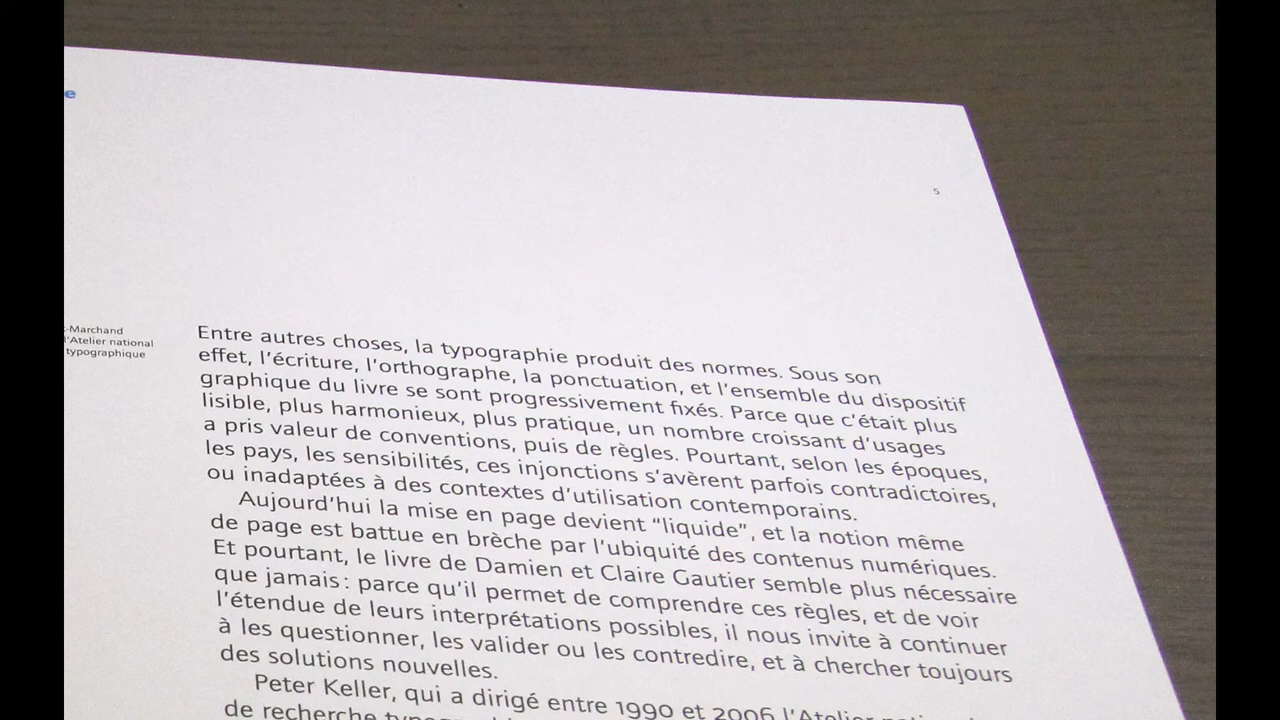 e
5
-Marchand
l'Atelier national
typographique
Entre autres choses, la typographie produit des normes. Sous son
effet, l'écriture, l'orthographe, la ponctuation, et l'ensemble du dispositif
graphique du livre se sont progressivement fixés. Parce que c'était plus
lisible, plus harmonieux, plus pratique, un nombre croissant d'usages
a pris valeur de conventions, puis de règles. Pourtant, selon les époques,
les pays, les sensibilités, ces injonctions s'avèrent parfois contradictoires,
ou inadaptées à des contextes d'utilisation contemporains.
Aujourd'hui la mise en page devient "liquide", et la notion même
de page est battue en brèche par l'ubiquité des contenus numériques.
Et pourtant, le livre de Damien et Claire Gautier semble plus nécessaire
que jamais : parce qu'il permet de comprendre ces règles, et de voir
l'étendue de leurs interprétations possibles, il nous invite à continuer
à les questionner, les valider ou les contredire, et à chercher toujours
des solutions nouvelles.
Peter Keller, qui a dirigé entre 1990 et 2006 l'Atelier
de recherche